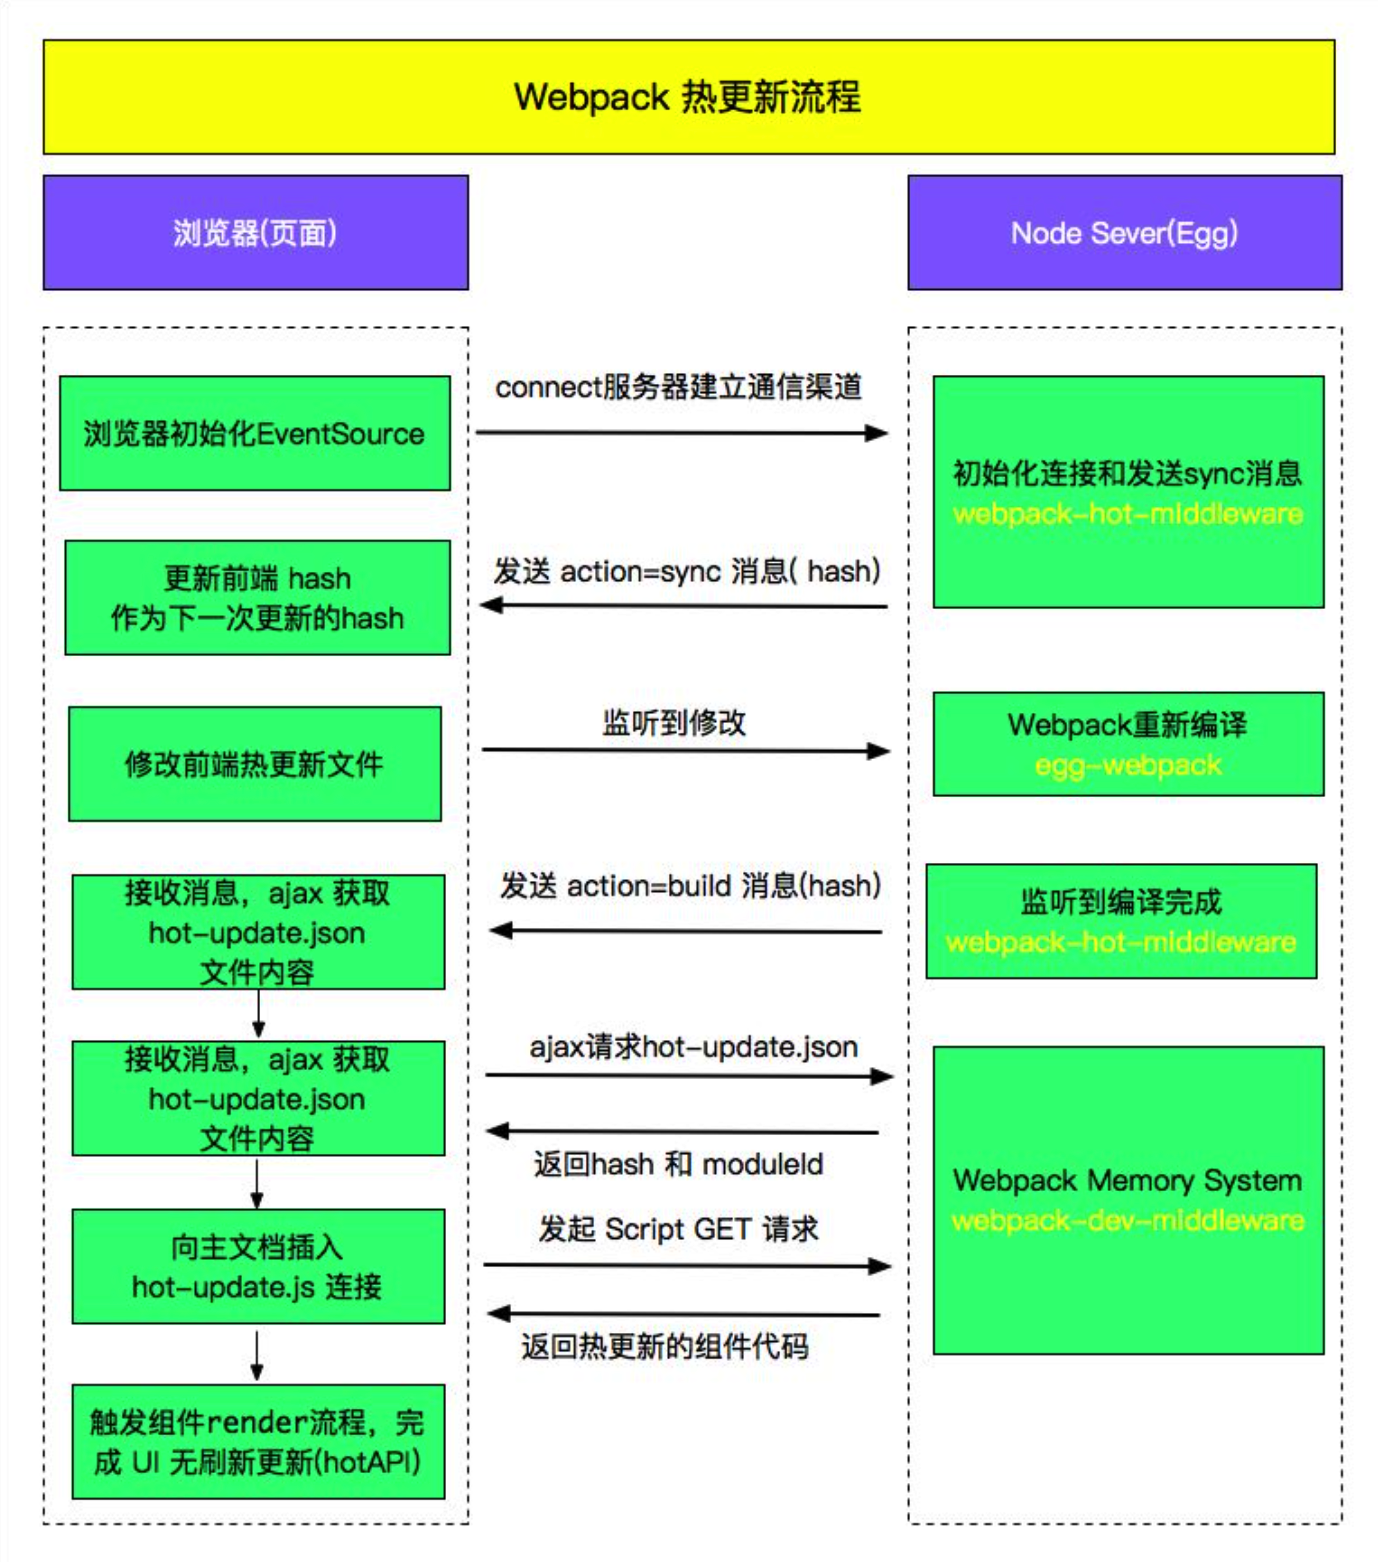 Webpack 热更新流程
浏览器(页面)
Node Sever(Egg)
浏览器初始化EventSource
connect服务器建立通信渠道
初始化连接和发送sync消息
webpack-hot-middleware
更新前端 hash
作为下一次更新的hash
发送 action=sync 消息( hash)
修改前端热更新文件
监听到修改
Webpack重新编译
egg-webpack
接收消息，ajax 获取
hot-update.json
文件内容
发送 action=build 消息(hash)
监听到编译完成
webpack-hot-middleware
接收消息，ajax 获取
hot-update.json
文件内容
ajax请求hot-update.json
返回hash 和 moduleId
Webpack Memory System
webpack-dev-middleware
向主文档插入
hot-update.js 连接
发起 Script GET 请求
返回热更新的组件代码
触发组件render流程，完
成 UI 无刷新更新(hotAPI)